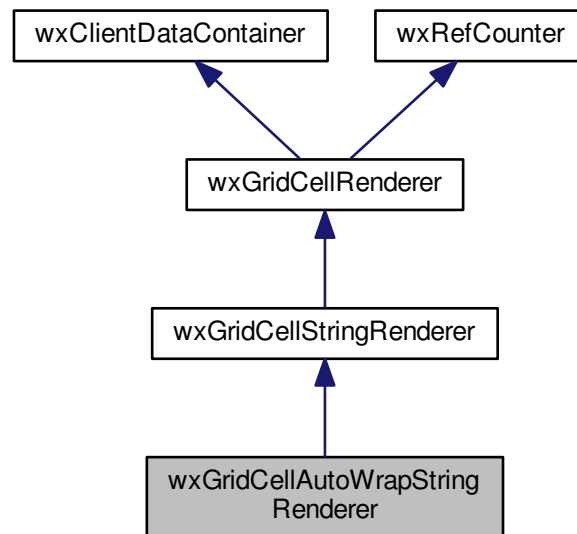 wxClientDataContainer
wxRefCounter
wxGridCellRenderer
wxGridCellStringRenderer
wxGridCellAutoWrapString
Renderer